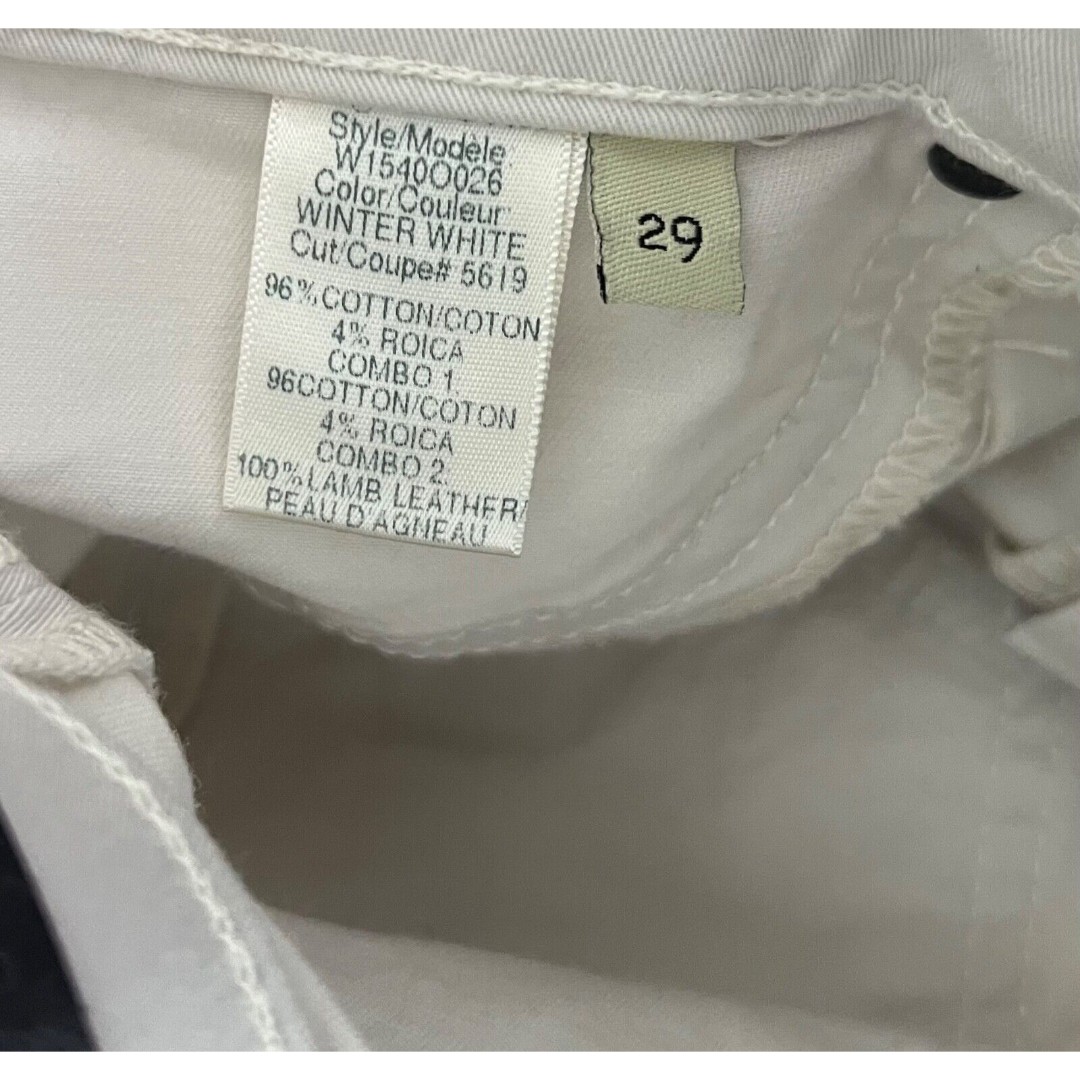 Style/Modèle
W1540O026
Color/Couleur:
WINTER WHITE
Cut/Coupe# 5619
96%COTTON/COTON
4% ROICA
COMBO 1
96COTTON/COTON
4% ROICA
COMBO 2
100%LAMB LEATHER/
PEAU D'AGNEAU
29